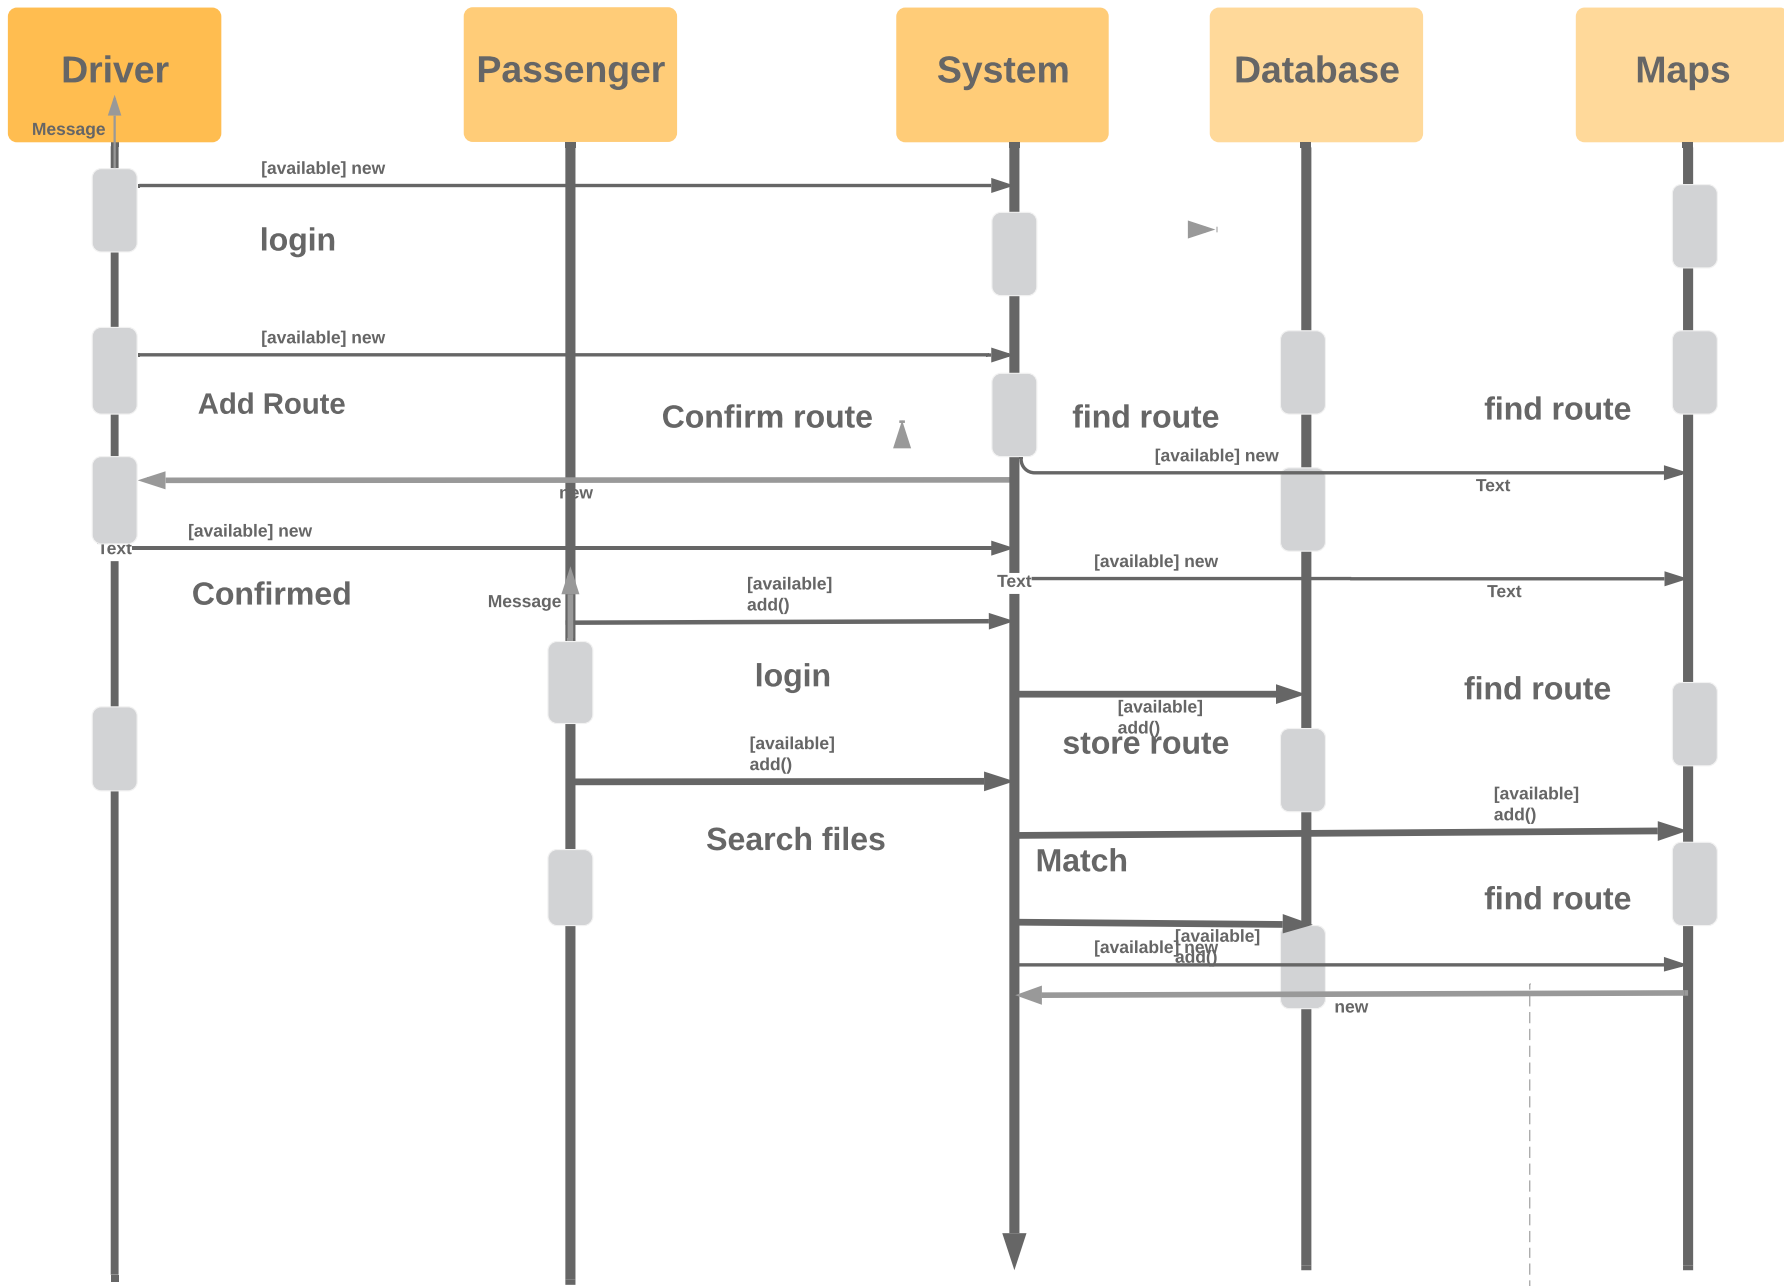 Driver
Passenger
System
Database
Maps
Message
[available] new
login
[available] new
Add Route
Confirm route
find route
find route
[available] new
Text
new
[available] new
Text
[available] new
Text
Text
Confirmed
Message
[available]
add()
login
find route
[available]
add()
store route
[available]
add()
Search files
[available]
add()
Match
find route
[available]
add()
[available] new
new